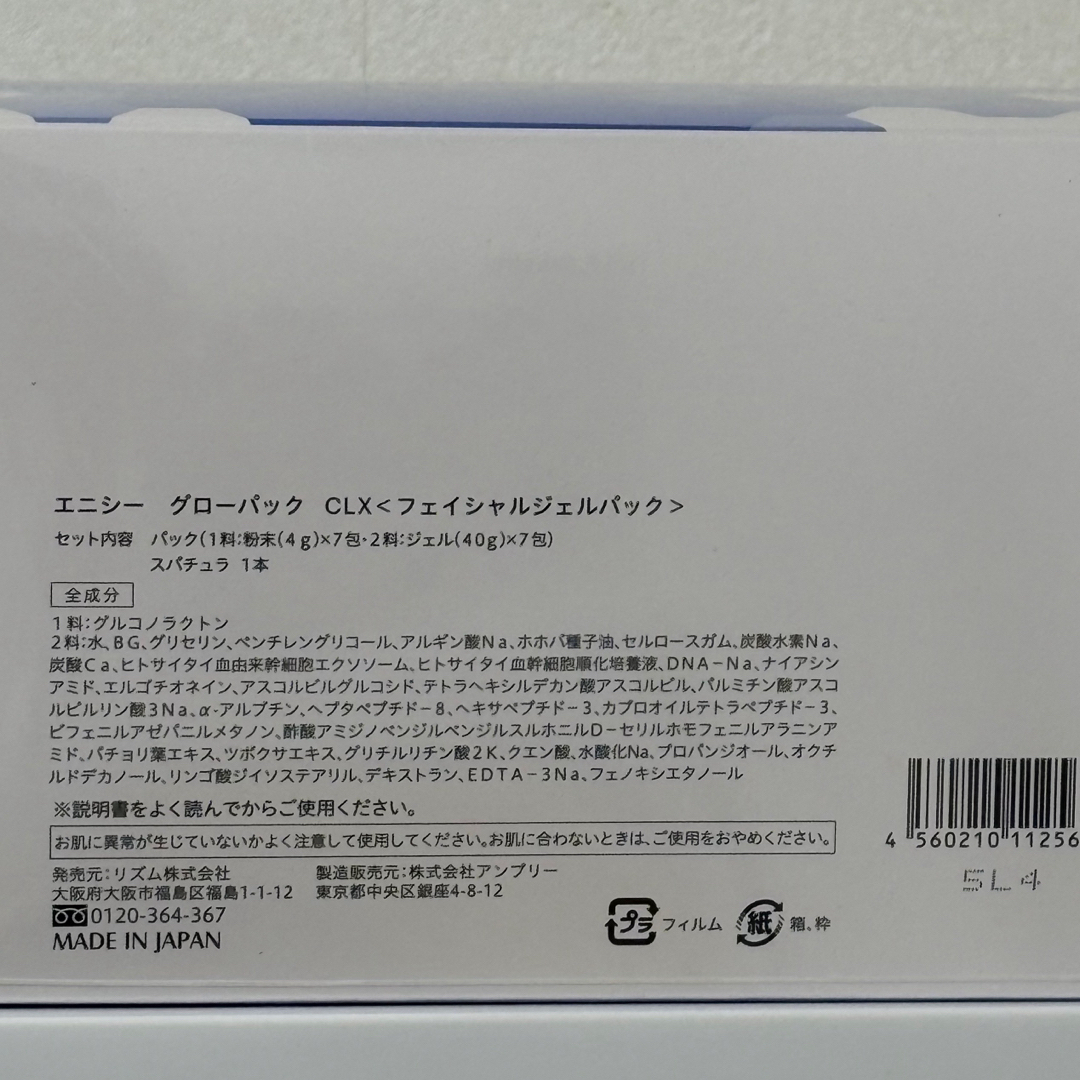 エニシー　グローパック　CLX＜フェイシャルジェルパック＞
セット内容　パック(1料:粉末(4g)×7包・2料:ジェル(40g)×7包)
スパチュラ 1本
全成分
1料:グルコノラクトン
2料:水、BG、グリセリン、ペンチレングリコール、アルギン酸Na、ホホバ種子油、セルロースガム、炭酸水素Na、
炭酸Ca、ヒトサイタイ血由来幹細胞エクソソーム、ヒトサイタイ血幹細胞順化培養液、DNA-Na、ナイアシン
アミド、エルゴチオネイン、アスコルビルグルコシド、テトラヘキシルデカン酸アスコルビル、パルミチン酸アスコ
ルビルリン酸3Na、α-アルブチン、ヘプタペプチド-8、ヘキサペプチド-3、カプロオイルテトラペプチド-3、
ビフェニルアゼパニルメタノン、酢酸アミジノベンジルベンジルスルホニルD-セリルホモフェニルアラニンア
ミド、パチョリ葉エキス、ツボクサエキス、グリチルリチン酸2K、クエン酸、水酸化Na、プロパンジオール、オクチ
ルドデカノール、リンゴ酸ジイソステアリル、デキストラン、EDTA-3Na、フェノキシエタノール
※説明書をよく読んでからご使用ください。
お肌に異常が生じていないかよく注意して使用してください。お肌に合わないときは、ご使用をおやめください。
発売元:リズム株式会社　製造販売元:株式会社アンプリー
大阪府大阪市福島区福島1-1-12　東京都中央区銀座4-8-12
0120-364-367
MADE IN JAPAN
プラ フィルム 紙 箱、枠
4 560210 11256
5L4